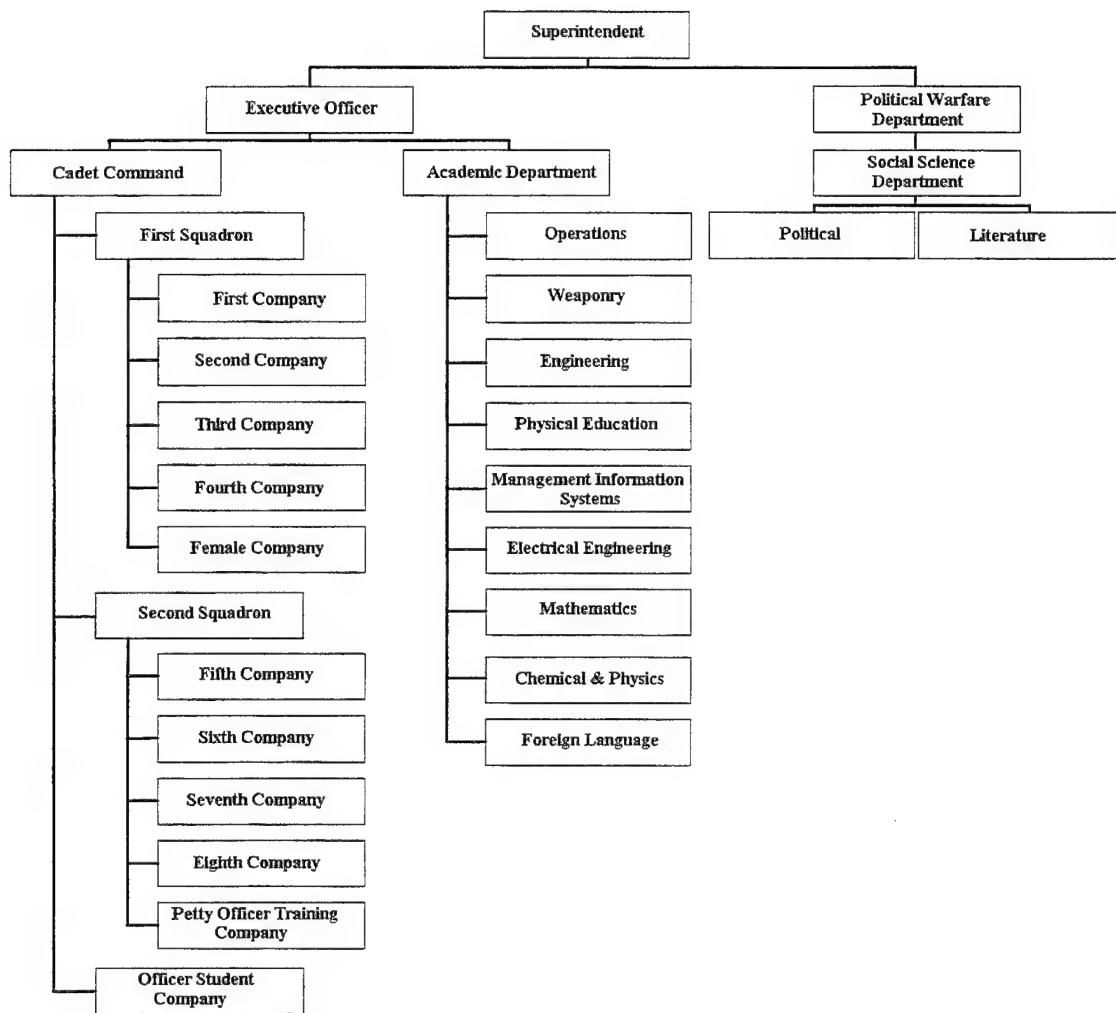 Superintendent
Executive Officer
Political Warfare
Department
Cadet Command
Academic Department
Social Science
Department
First Squadron
Operations
Political
Literature
First Company
Weaponry
Second Company
Engineering
Third Company
Physical Education
Fourth Company
Management Information
Systems
Female Company
Electrical Engineering
Second Squadron
Mathematics
Fifth Company
Chemical & Physics
Sixth Company
Foreign Language
Seventh Company
Eighth Company
Petty Officer Training
Company
Officer Student
Company